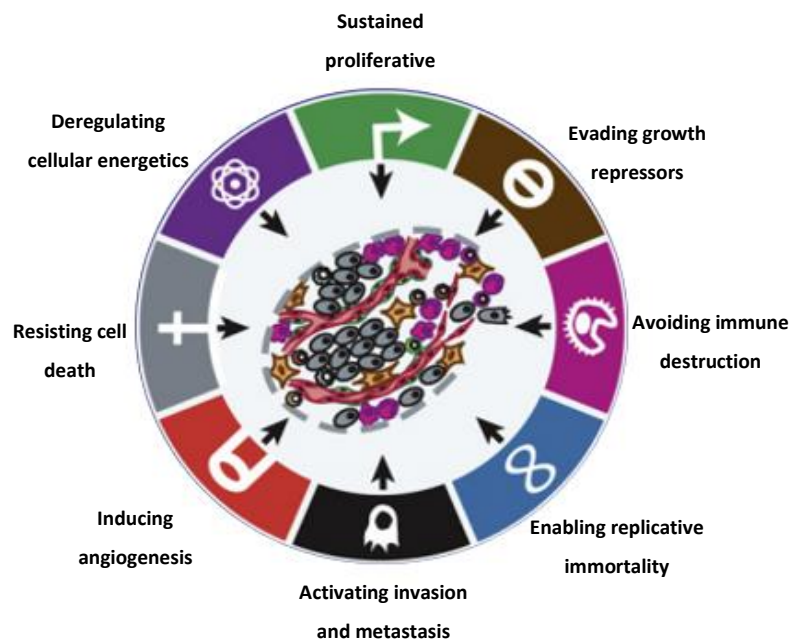 Sustained
proliferative
Deregulating
cellular energetics
Evading growth
repressors
Resisting cell
death
Avoiding immune
destruction
Inducing
angiogenesis
Enabling replicative
immortality
Activating invasion
and metastasis